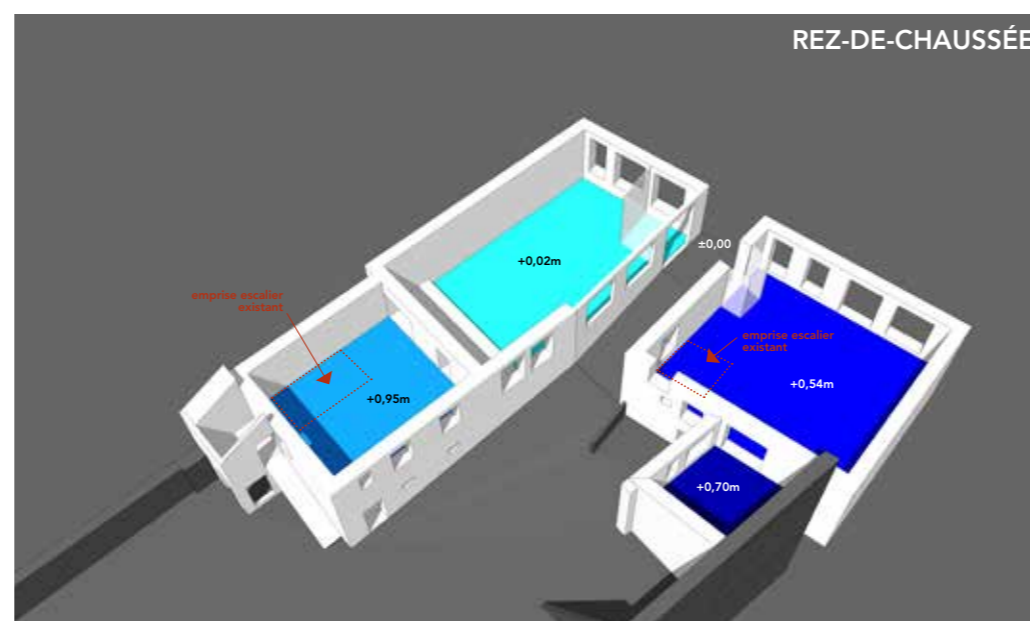 REZ-DE-CHAUSSÉE
±0,00
+0,02m
emprise escalier
existant
emprise escalier
existant
+0,54m
+0,95m
+0,70m